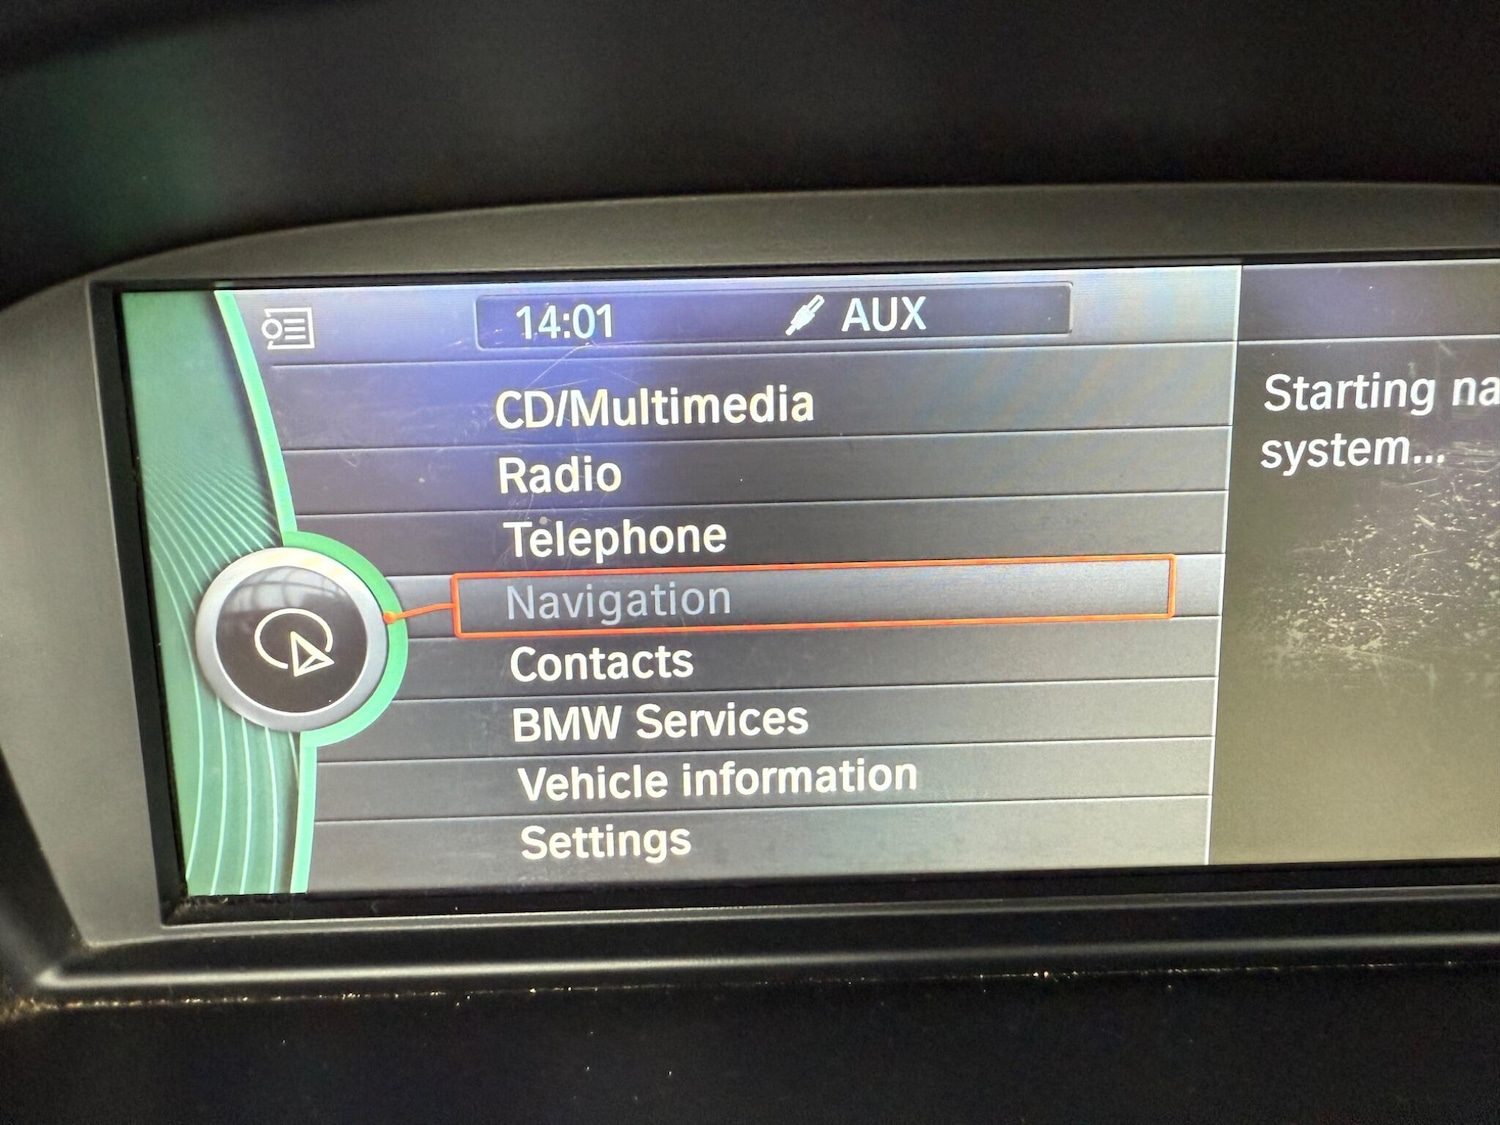 14:01 AUX
CD/Multimedia
Radio
Telephone
Navigation
Contacts
BMW Services
Vehicle information
Settings
Starting
system...